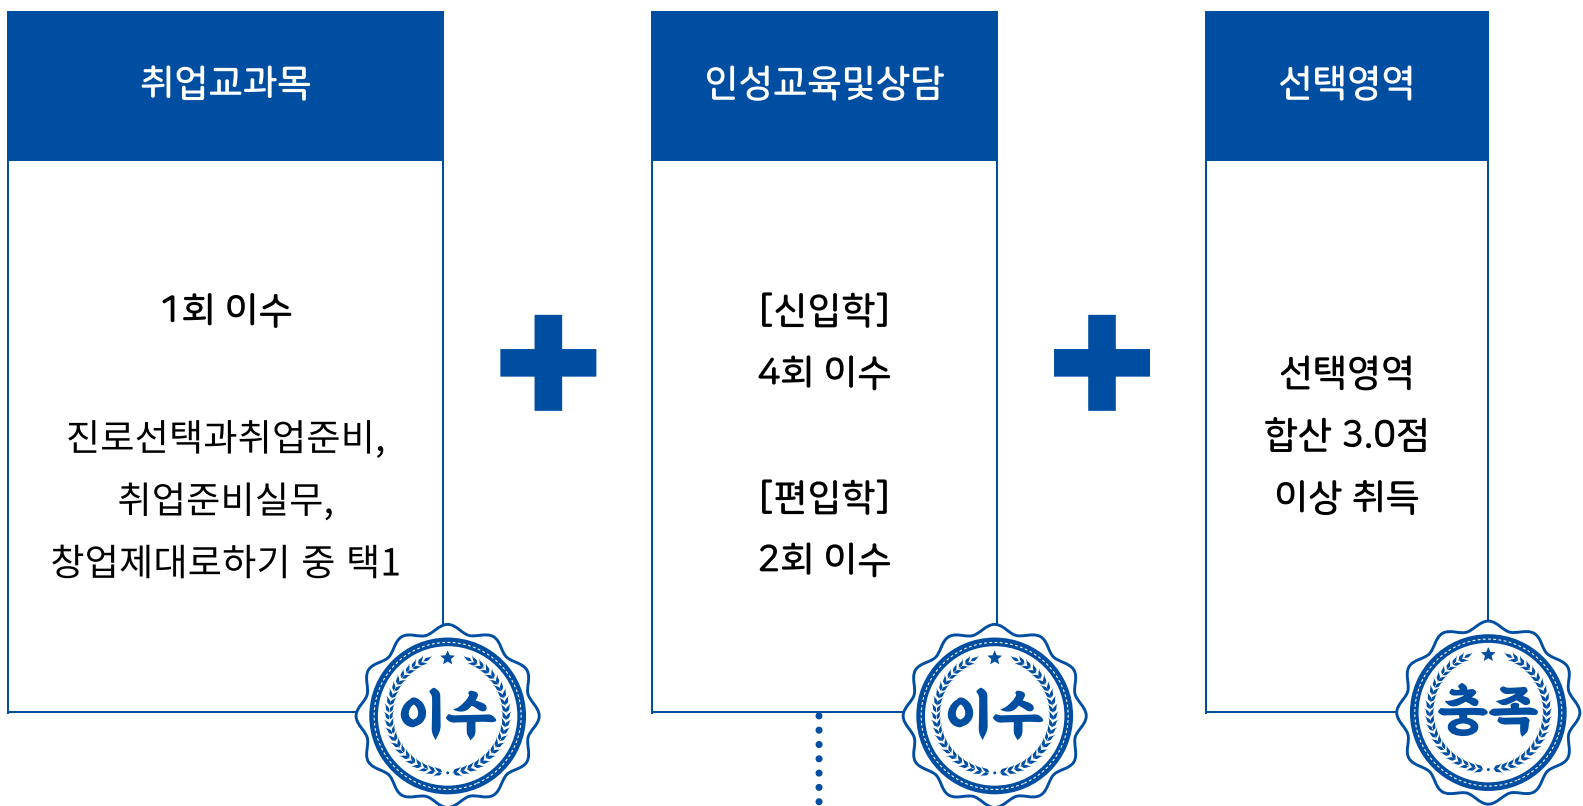 취업교과목
1회 이수
진로선택과취업준비,
취업준비실무,
창업제대로하기 중 택1
이수
인성교육및상담
[신입학]
4회 이수
[편입학]
2회 이수
이수
선택영역
선택영역
합산 3.0점
이상 취득
충족